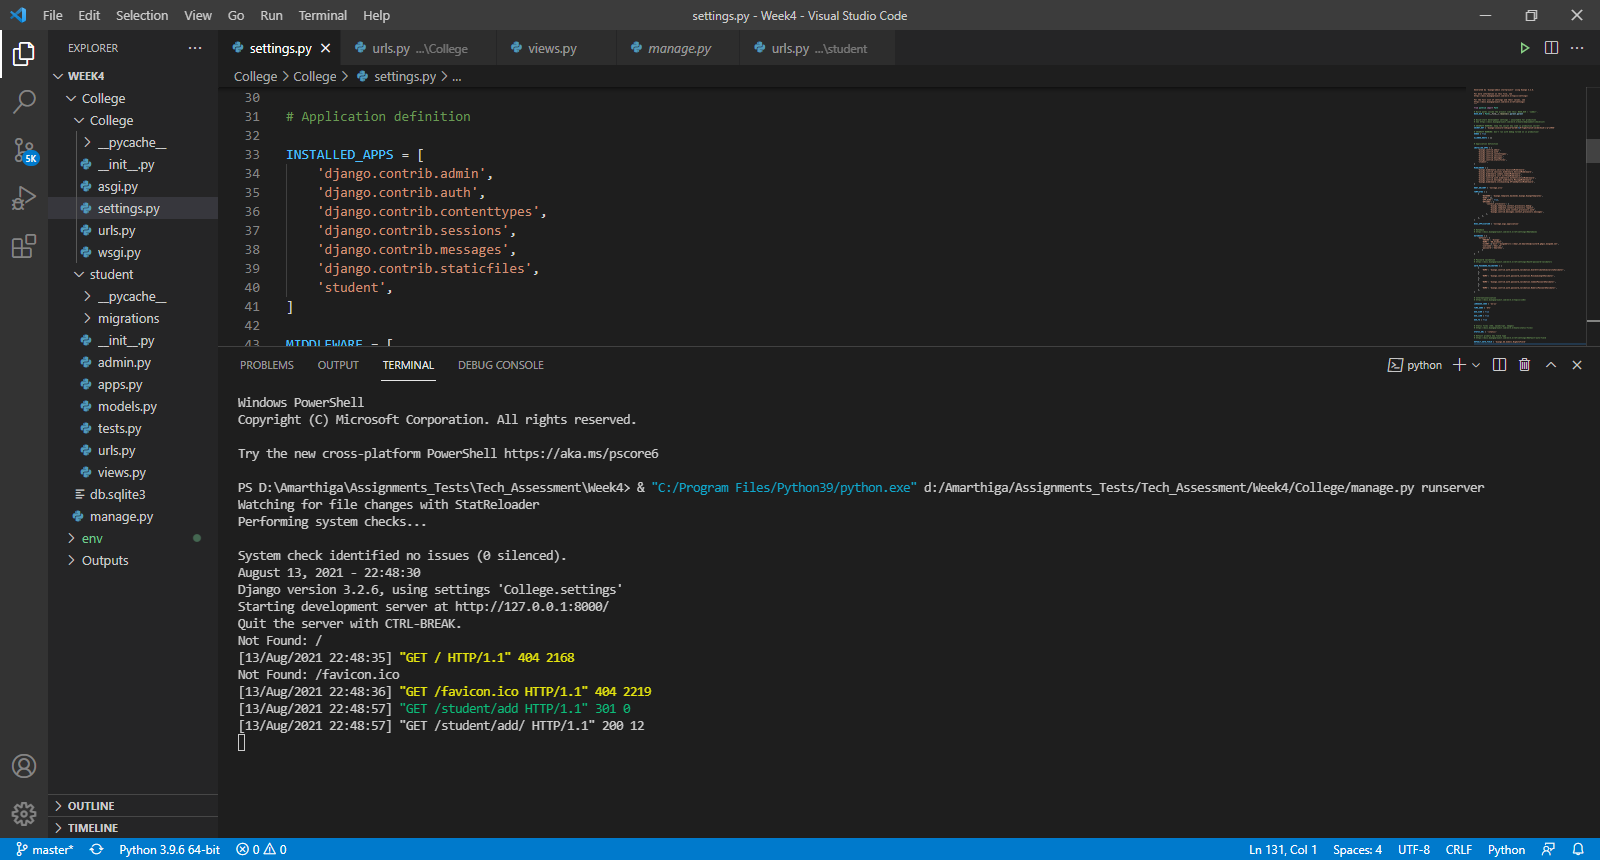 File Edit Selection View Go Run Terminal Help
settings.py - Week4 - Visual Studio Code
EXPLORER
WEEK4
College
College
__pycache__
__init__.py
asgi.py
settings.py
urls.py
wsgi.py
student
__pycache__
migrations
__init__.py
admin.py
apps.py
models.py
tests.py
urls.py
views.py
db.sqlite3
manage.py
env
Outputs
OUTLINE
TIMELINE
5K
settings.py urls.py ...\College views.py manage.py urls.py ...\student
College > College > settings.py > ...
30
31 # Application definition
32
33 INSTALLED_APPS = [
34 'django.contrib.admin',
35 'django.contrib.auth',
36 'django.contrib.contenttypes',
37 'django.contrib.sessions',
38 'django.contrib.messages',
39 'django.contrib.staticfiles',
40 'student',
41 ]
42
43 MIDDLEWARE = [
PROBLEMS OUTPUT TERMINAL DEBUG CONSOLE
python
Windows PowerShell
Copyright (C) Microsoft Corporation. All rights reserved.
Try the new cross-platform PowerShell https://aka.ms/pscore6
PS D:\Amarthiga\Assignments_Tests\Tech_Assessment\Week4> & "C:/Program Files/Python39/python.exe" d:/Amarthiga/Assignments_Tests/Tech_Assessment/Week4/College/manage.py runserver
Watching for file changes with StatReloader
Performing system checks...
System check identified no issues (0 silenced).
August 13, 2021 - 22:48:30
Django version 3.2.6, using settings 'College.settings'
Starting development server at http://127.0.0.1:8000/
Quit the server with CTRL-BREAK.
Not Found: /
[13/Aug/2021 22:48:35] "GET / HTTP/1.1" 404 2168
Not Found: /favicon.ico
[13/Aug/2021 22:48:36] "GET /favicon.ico HTTP/1.1" 404 2219
[13/Aug/2021 22:48:57] "GET /student/add HTTP/1.1" 301 0
[13/Aug/2021 22:48:57] "GET /student/add/ HTTP/1.1" 200 12
master* Python 3.9.6 64-bit 0 0 Ln 131, Col 1 Spaces: 4 UTF-8 CRLF Python